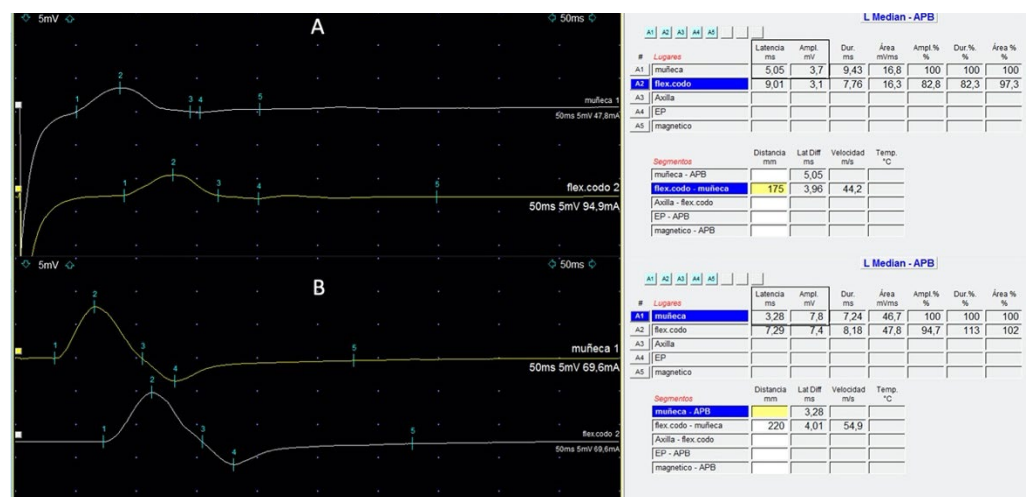 5mV
50ms
A
2
1
3
4
5
muñeca 1
50ms 5mV 47,8mA
2
1
3
4
5
flex.codo 2
50ms 5mV 94,9mA
L Median - APB
A1 A2 A3 A4 A5
# Lugares Latencia ms Ampl. mV Dur. ms Área mVms Ampl.% % Dur.% % Área % %
A1 muñeca 5,05 3,7 9,43 16,8 100 100 100
A2 flex.codo 9,01 3,1 7,76 16,3 82,8 82,3 97,3
A3 Axilla
A4 EP
A5 magnetico
Segmentos Distancia mm Lat Diff ms Velocidad m/s Temp. °C
muñeca - APB 5,05
flex.codo - muñeca 175 3,96 44,2
Axilla - flex.codo
EP - APB
magnetico - APB
5mV
50ms
B
2
1
3
4
5
muñeca 1
50ms 5mV 69,6mA
2
1
3
4
5
flex.codo 2
50ms 5mV 69,6mA
L Median - APB
A1 A2 A3 A4 A5
# Lugares Latencia ms Ampl. mV Dur. ms Área mVms Ampl.% % Dur.% % Área % %
A1 muñeca 3,28 7,8 7,24 46,7 100 100 100
A2 flex.codo 7,29 7,4 8,18 47,8 94,7 113 102
A3 Axilla
A4 EP
A5 magnetico
Segmentos Distancia mm Lat Diff ms Velocidad m/s Temp. °C
muñeca - APB 3,28
flex.codo - muñeca 220 4,01 54,9
Axilla - flex.codo
EP - APB
magnetico - APB